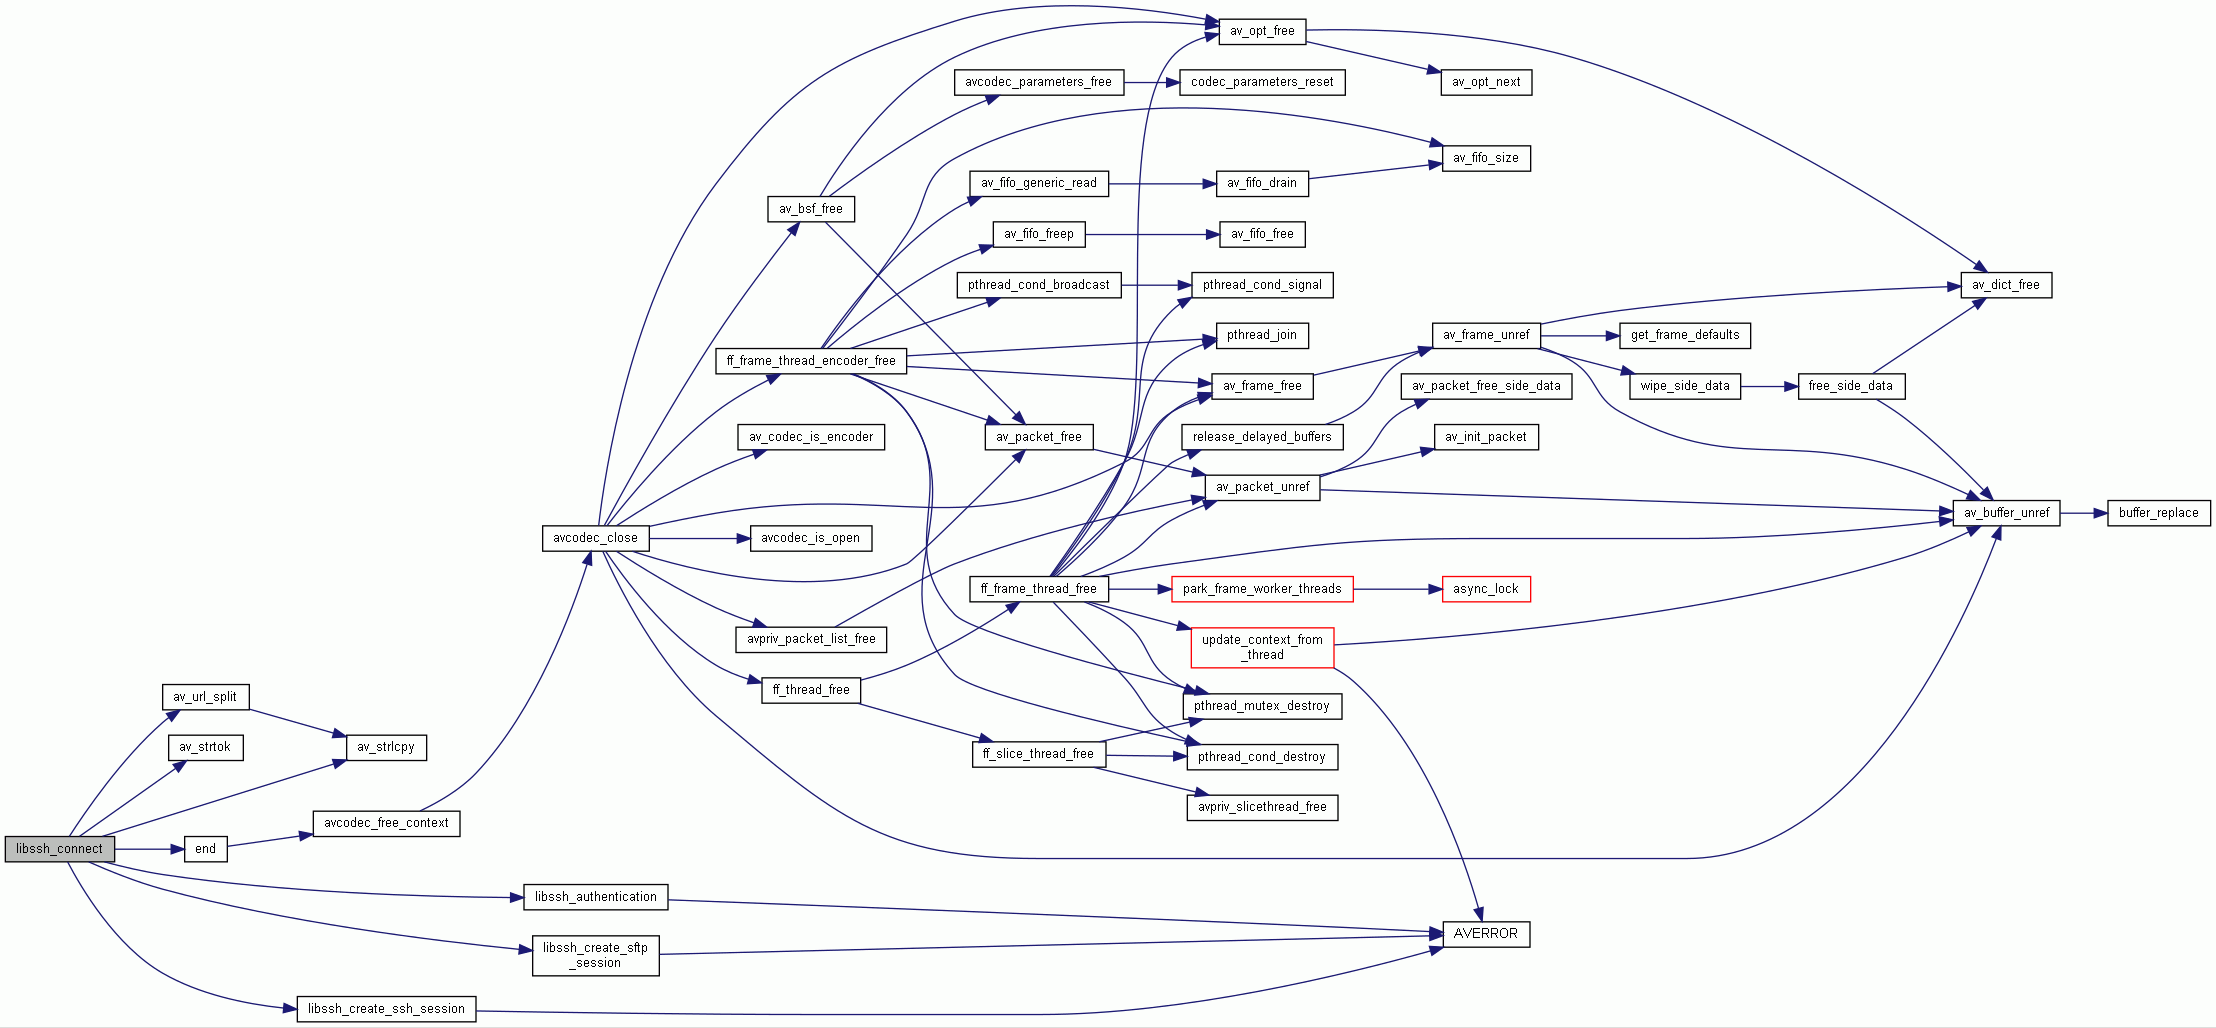 av_opt_free
avcodec_parameters_free
codec_parameters_reset
av_opt_next
av_fifo_size
av_fifo_generic_read
av_fifo_drain
av_bsf_free
av_fifo_freep
av_fifo_free
pthread_cond_broadcast
pthread_cond_signal
av_dict_free
pthread_join
av_frame_unref
get_frame_defaults
ff_frame_thread_encoder_free
av_frame_free
av_packet_free_side_data
wipe_side_data
free_side_data
av_codec_is_encoder
av_packet_free
release_delayed_buffers
av_init_packet
av_packet_unref
av_buffer_unref
buffer_replace
avcodec_close
avcodec_is_open
ff_frame_thread_free
park_frame_worker_threads
async_lock
avpriv_packet_list_free
update_context_from
_thread
ff_thread_free
av_url_split
pthread_mutex_destroy
av_strtok
av_strlcpy
ff_slice_thread_free
pthread_cond_destroy
avpriv_slicethread_free
avcodec_free_context
libssh_connect
end
libssh_authentication
AVERROR
libssh_create_sftp
_session
libssh_create_ssh_session